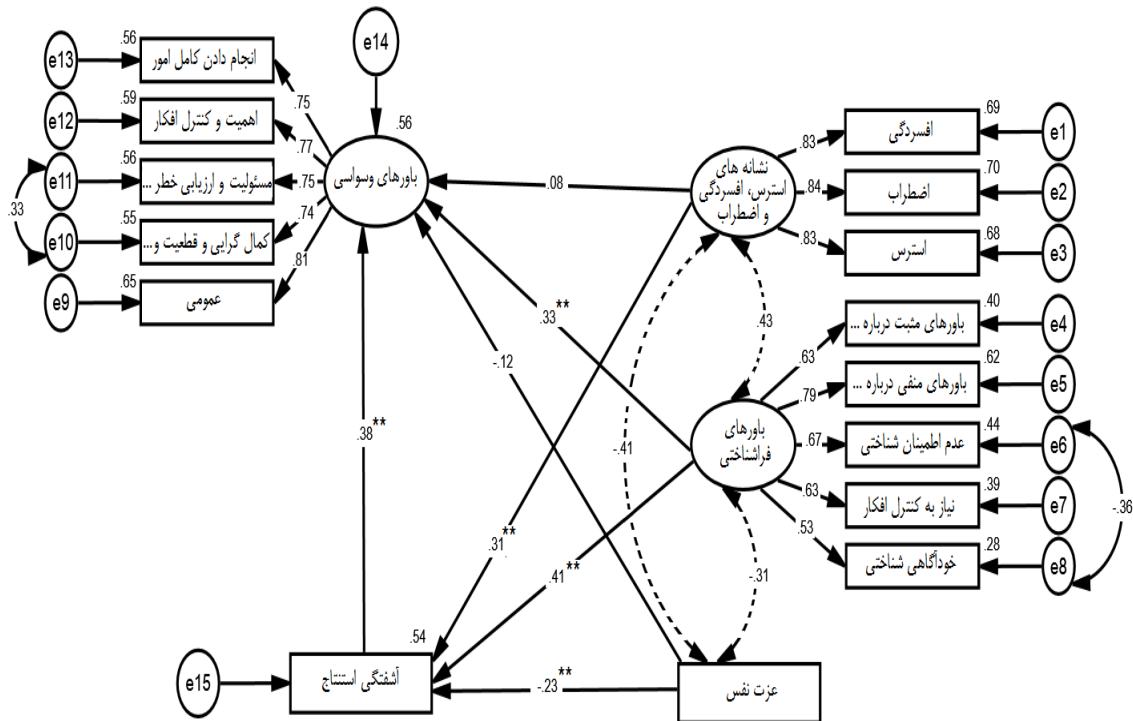 e14
e13
.56
انجام دادن کامل امور
e12
.59
اهمیت و کنترل افکار
e11
.56
مسئولیت و ارزیابی خطر ...
e10
.55
کمال گرایی و قطعیت و...
e9
.65
عمومی
.33
.75
.77
.75
.74
.81
.56
باورهای وسواسی
.08
نشانه های
استرس، افسردگی
و اضطراب
.83
.84
.83
.69
افسردگی
e1
.70
اضطراب
e2
.68
استرس
e3
.33**
-.12
.43
-.41
.38**
باورهای
فراشناختی
.63
.79
.67
.63
.53
.40
باورهای مثبت درباره ...
e4
.62
باورهای منفی درباره ...
e5
.44
عدم اطمینان شناختی
e6
.39
نیاز به کنترل افکار
e7
.28
خودآگاهی شناختی
e8
-.36
.31**
.41**
-.31
.54
آشفتگی استنتاج
e15
-.23**
عزت نفس